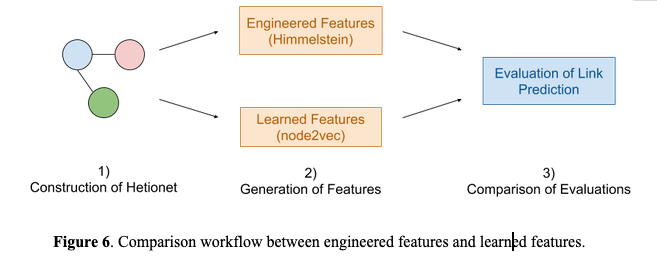 Engineered Features
(Himmelstein)
Learned Features
(node2vec)
Evaluation of Link
Prediction
1)
Construction of Hetionet
2)
Generation of Features
3)
Comparison of Evaluations
Figure 6. Comparison workflow between engineered features and learned features.